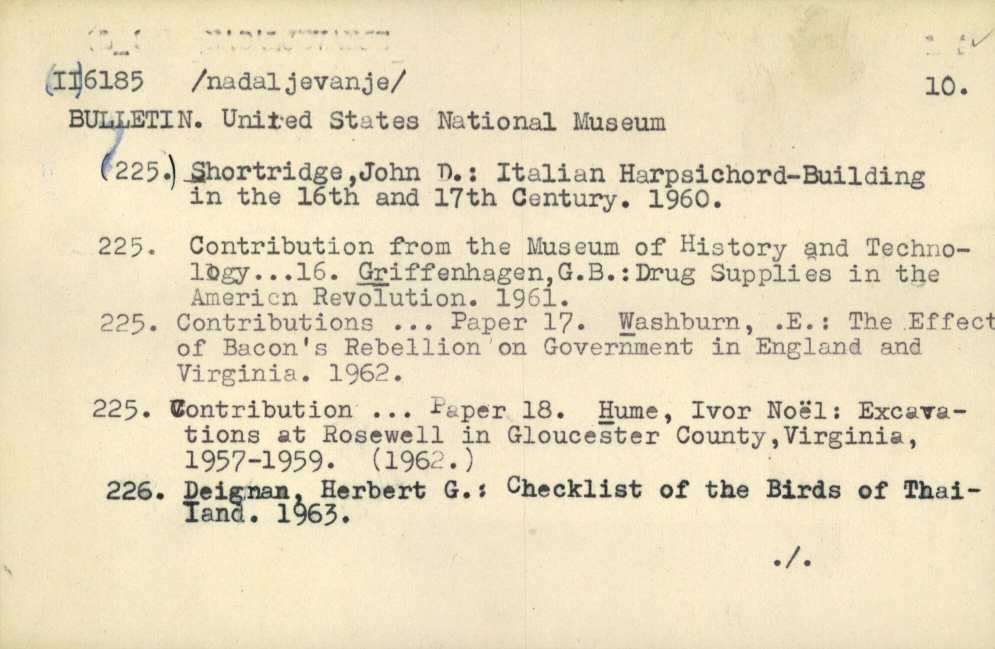 (II)6185 /nadaljevanje/ 10.
BULLETIN. United States National Museum
(225.) Shortridge,John D.: Italian Harpsichord-Building
in the 16th and 17th Century. 1960.
225. Contribution from the Museum of History and Techno-
logy...16. Griffenhagen,G.B.:Drug Supplies in the
Americn Revolution. 1961.
225. Contributions ... Paper 17. Washburn, .E.: The Effect
of Bacon's Rebellion on Government in England and
Virginia. 1962.
225. Contribution ... Paper 18. Hume, Ivor Noël: Excava-
tions at Rosewell in Gloucester County,Virginia,
1957-1959. (1962.)
226. Deignan, Herbert G.: Checklist of the Birds of Thai-
land. 1963.
./.